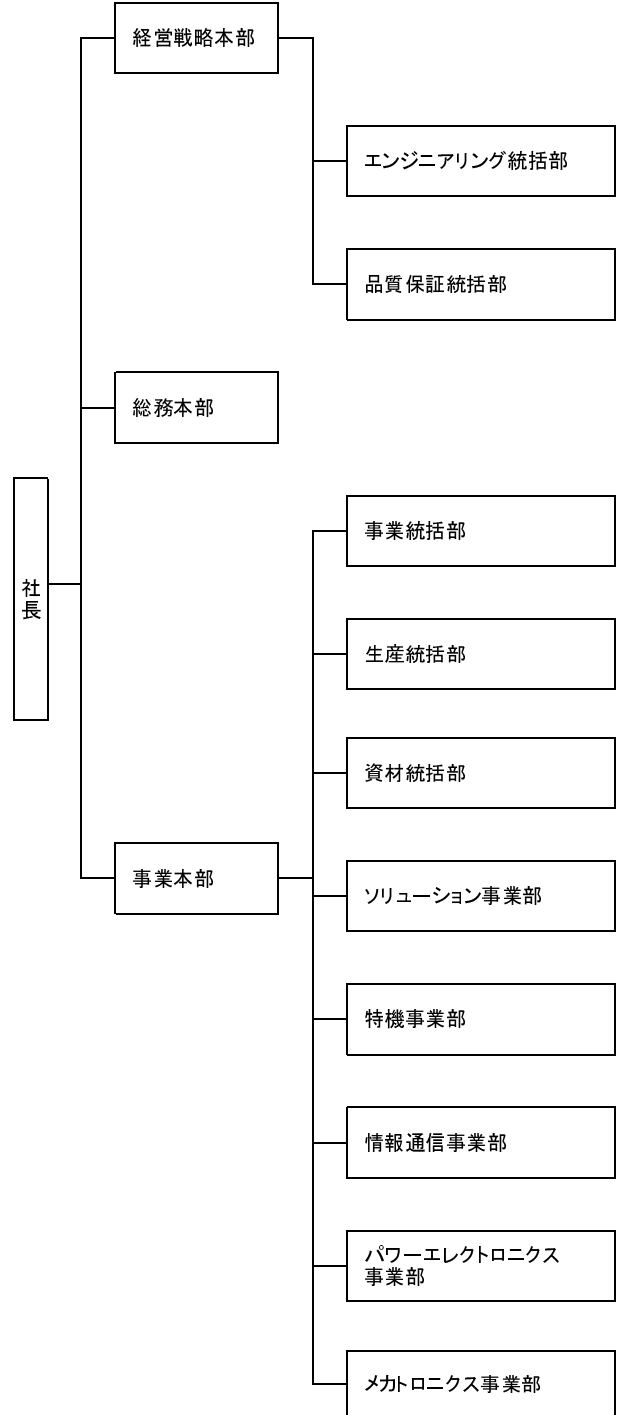 経営戦略本部
エンジニアリング統括部
品質保証統括部
総務本部
社長
事業統括部
生産統括部
資材統括部
事業本部
ソリューション事業部
特機事業部
情報通信事業部
パワーエレクトロニクス
事業部
メカトロニクス事業部